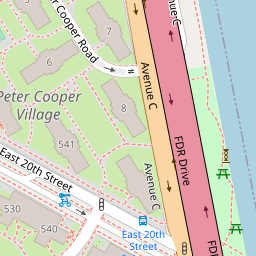 Avenue C
r Cooper Road
6
7
8
Avenue C
Peter Cooper
Village
541
FDR Drive
East 20th Street
Avenue C
530
540
East 20th
Street
FDR